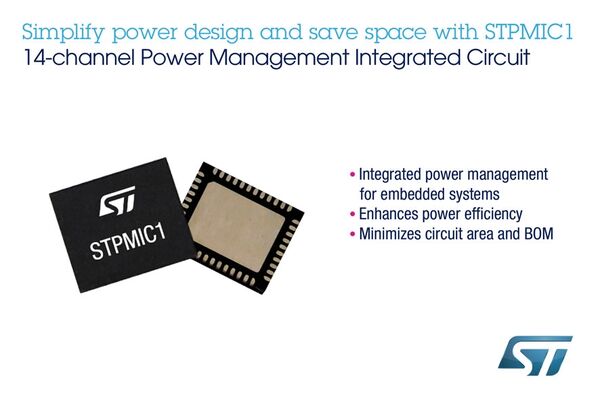 Simplify power design and save space with STPMIC1
14-channel Power Management Integrated Circuit
ST
STPMIC1
• Integrated power management
for embedded systems
• Enhances power efficiency
• Minimizes circuit area and BOM
ST